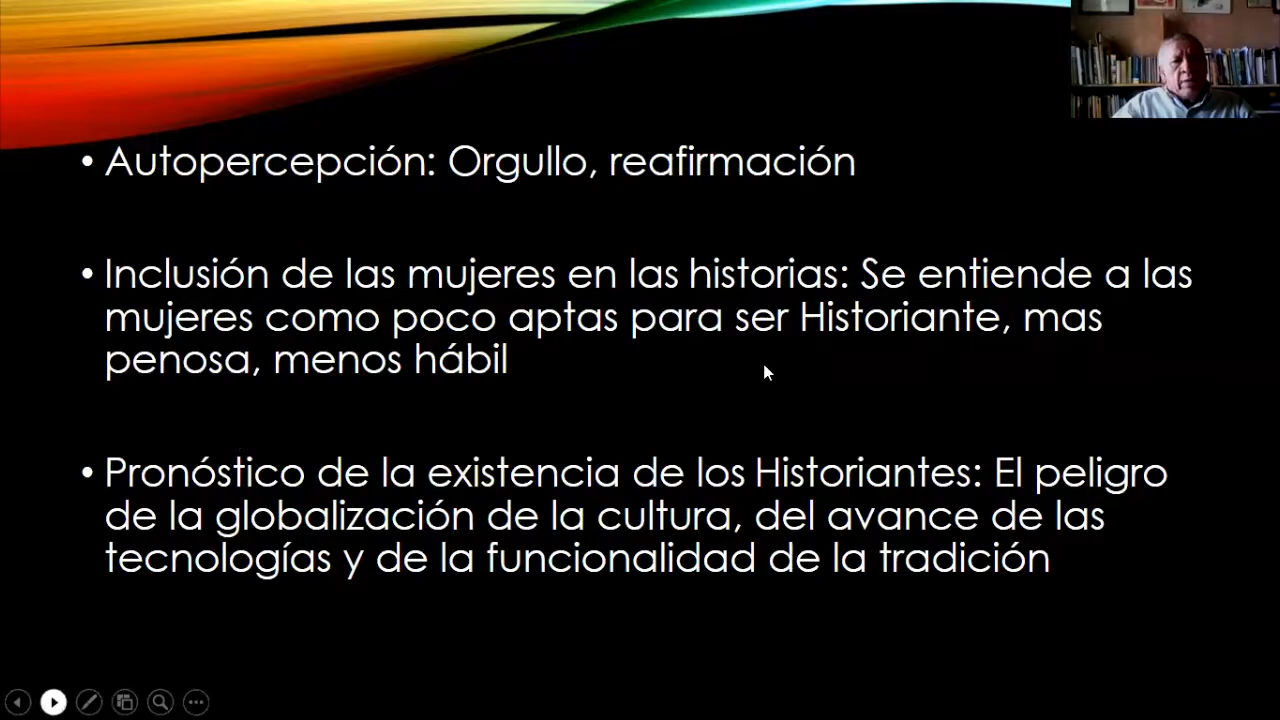 • Autopercepción: Orgullo, reafirmación
• Inclusión de las mujeres en las historias: Se entiende a las
mujeres como poco aptas para ser Historiante, mas
penosa, menos hábil
• Pronóstico de la existencia de los Historiantes: El peligro
de la globalización de la cultura, del avance de las
tecnologías y de la funcionalidad de la tradición